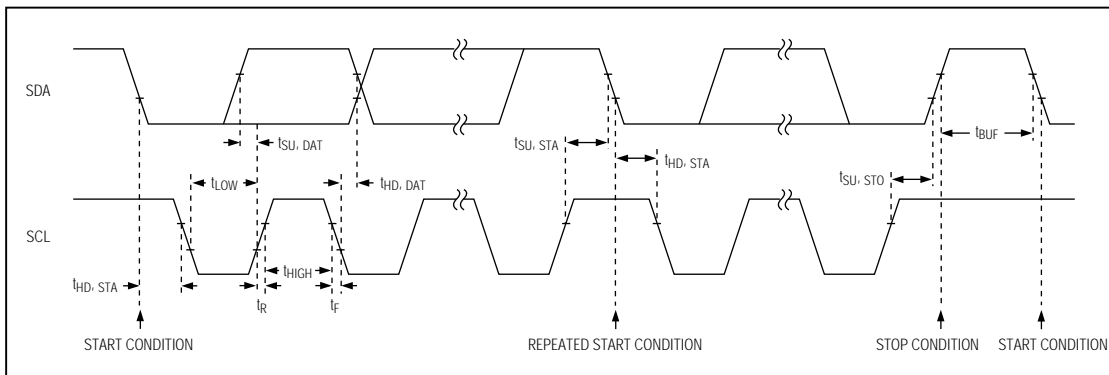 SDA
tSU, DAT
tSU, STA
tBUF
tHD, STA
tLOW
tHD, DAT
tSU, STO
SCL
tHIGH
tHD, STA
tR
tF
START CONDITION
REPEATED START CONDITION
STOP CONDITION
START CONDITION